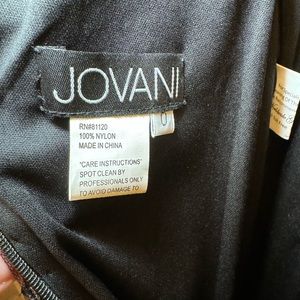 JOVANI
0
RN#81120
100% NYLON
MADE IN CHINA
"CARE INSTRUCTIONS"
SPOT CLEAN BY
PROFESSIONALS ONLY
TO AVOID DAMAGE TO